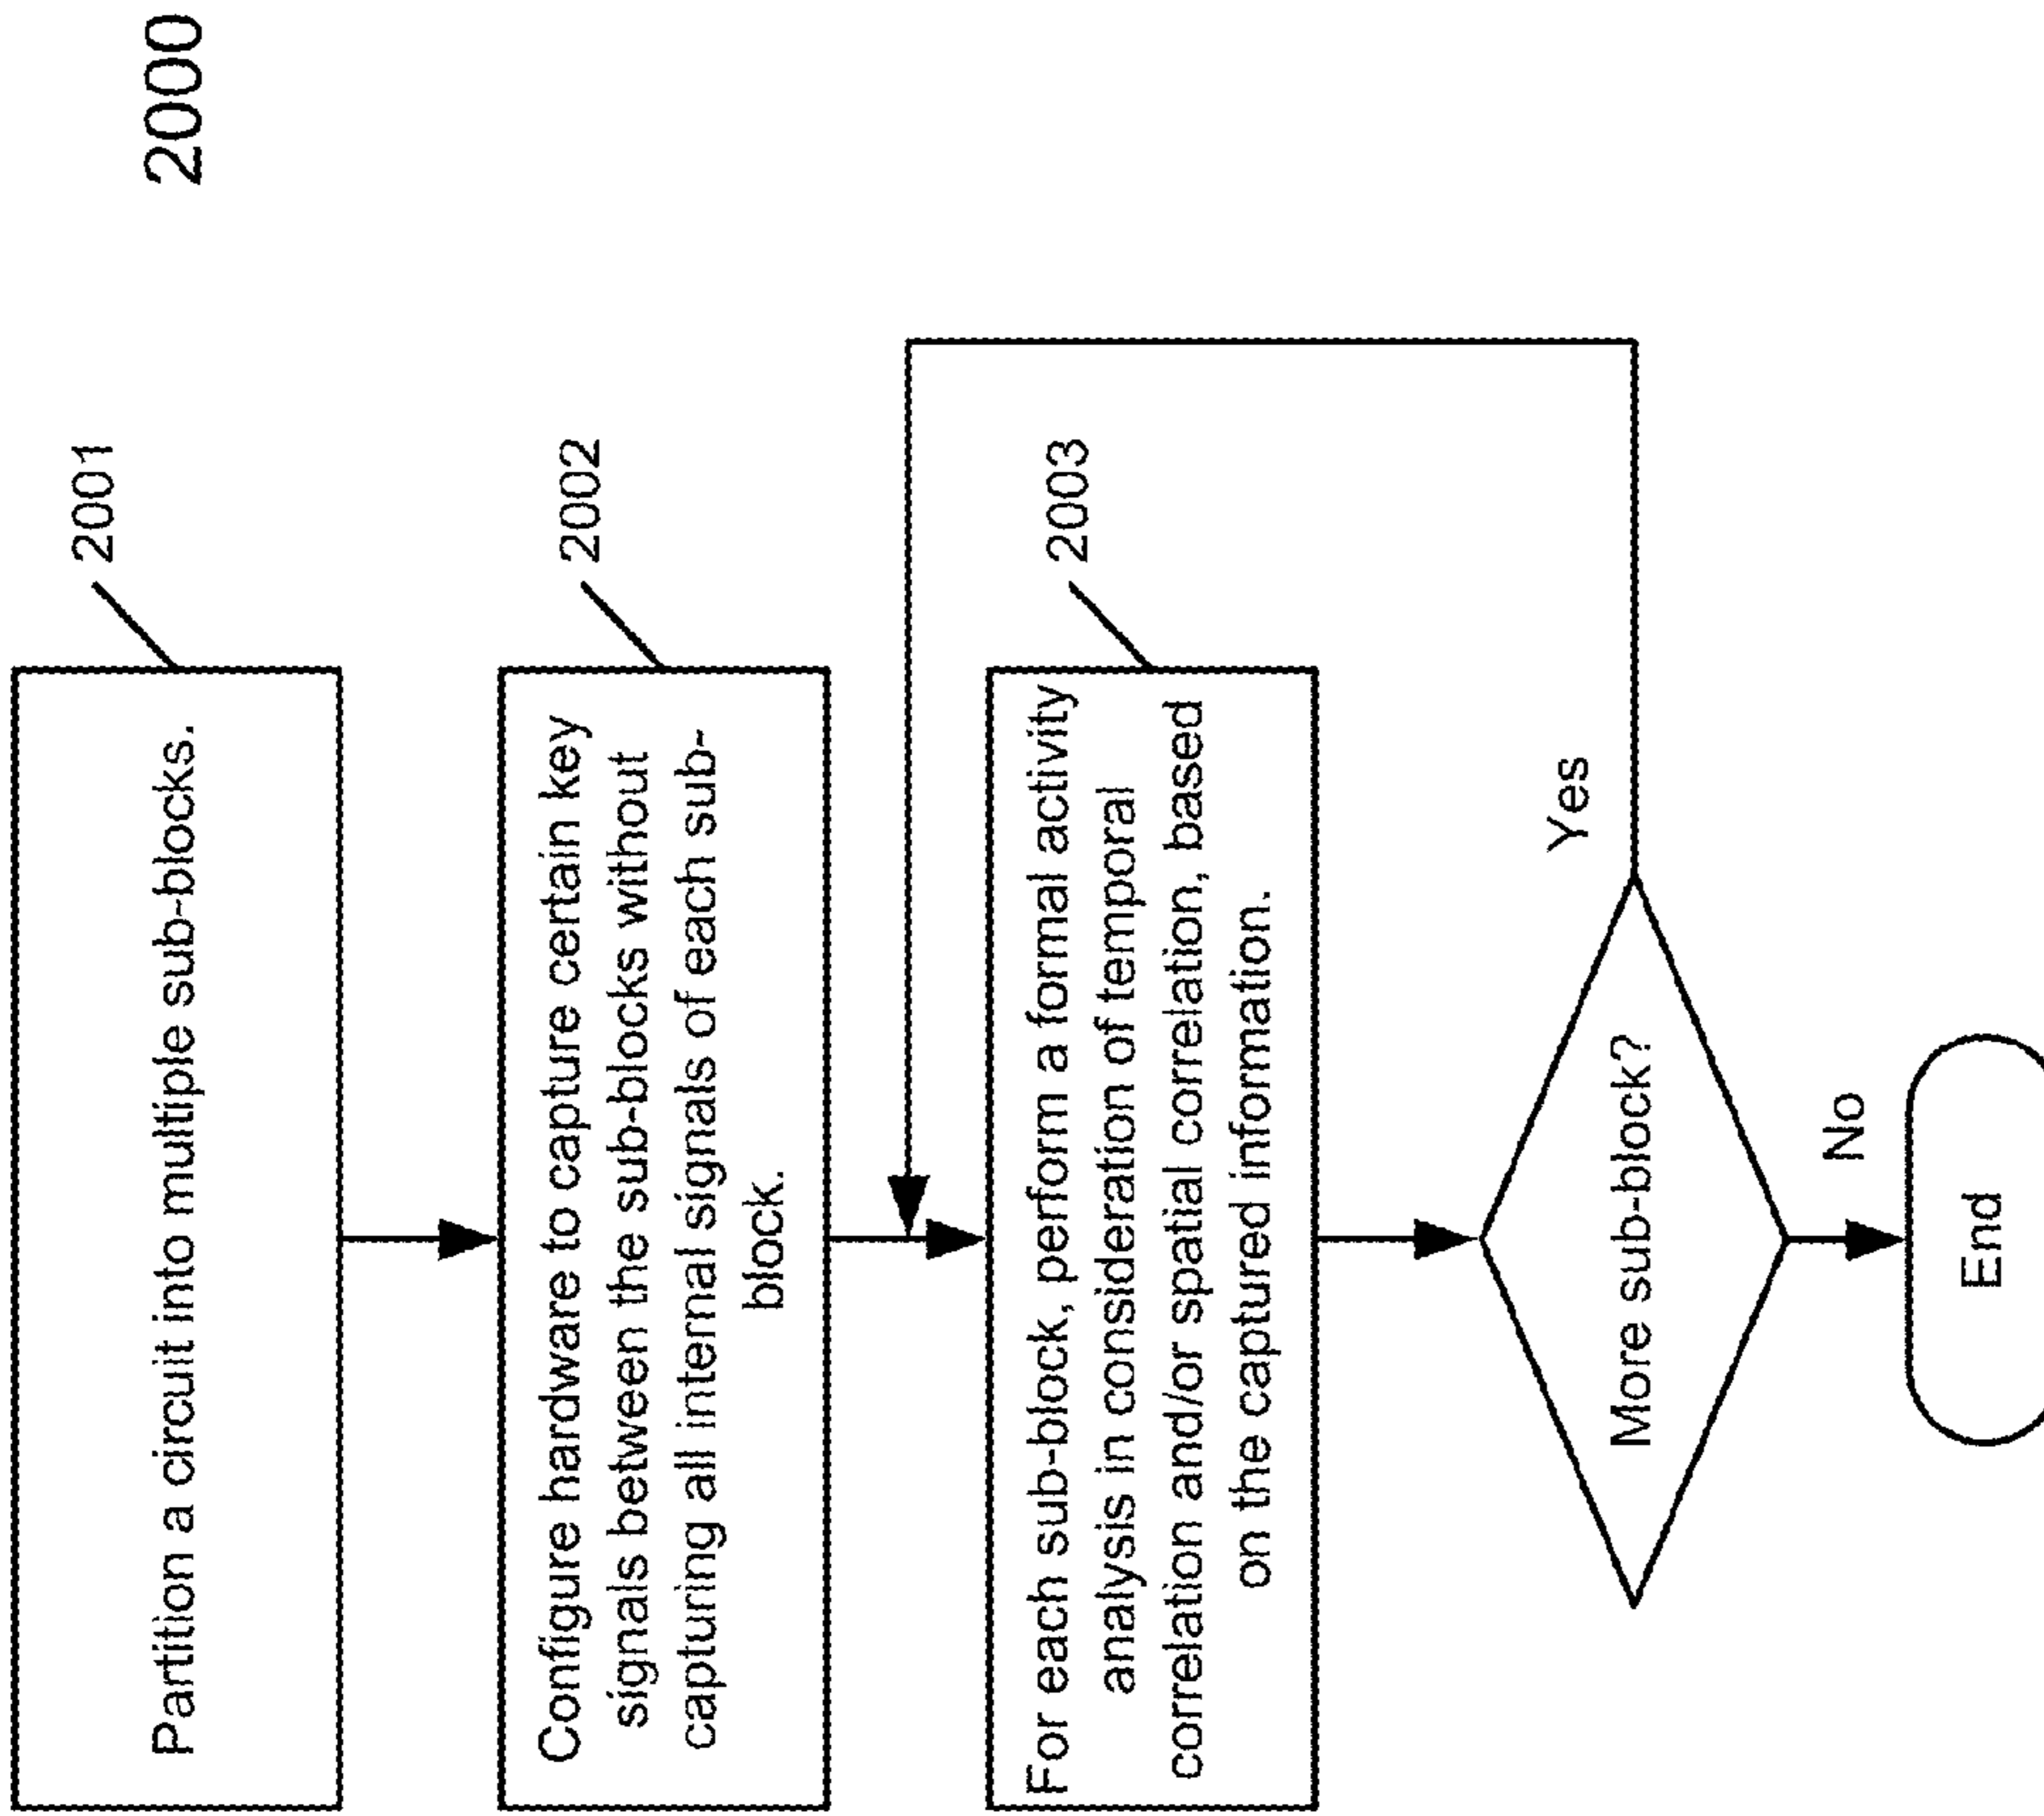 2000
2001
Partition a circuit into multiple sub-blocks.
2002
Configure hardware to capture certain key
signals between the sub-blocks without
capturing all internal signals of each sub-
block.
2003
For each sub-block, perform a formal activity
analysis in consideration of temporal
correlation and/or spatial correlation, based
on the captured information.
More sub-block?
Yes
No
End